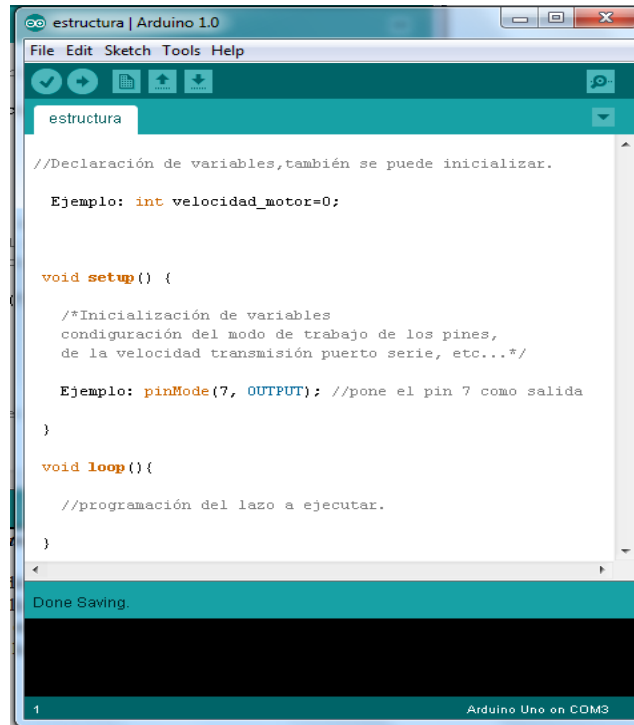 estructura | Arduino 1.0
File Edit Sketch Tools Help
estructura
//Declaración de variables,también se puede inicializar.
Ejemplo: int velocidad_motor=0;
void setup() {
/*Inicialización de variables
condiguración del modo de trabajo de los pines,
de la velocidad transmisión puerto serie, etc...*/
Ejemplo: pinMode(7, OUTPUT); //pone el pin 7 como salida
}
void loop(){
//programación del lazo a ejecutar.
}
Done Saving.
1 Arduino Uno on COM3